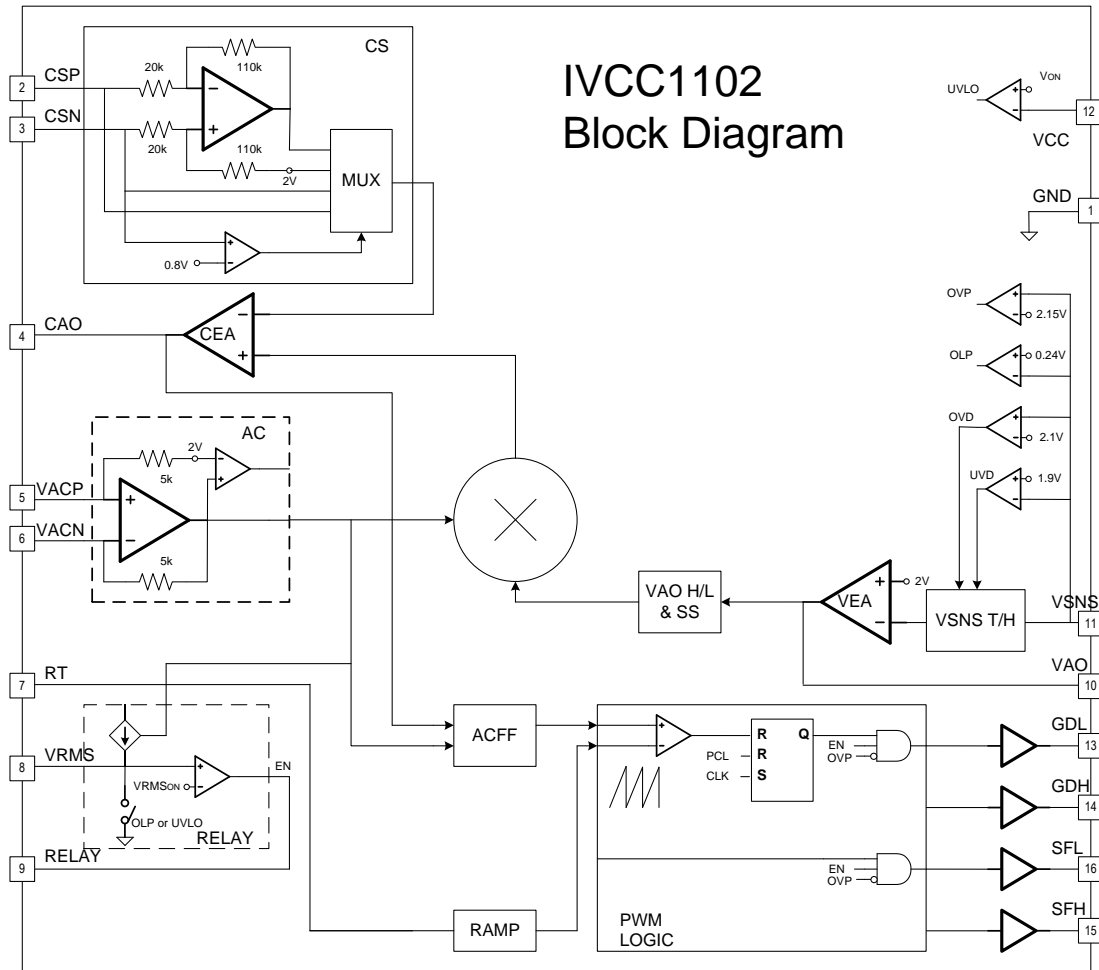 IVCC1102
Block Diagram
CS
2
CSP
20k
110k
−
+
3
CSN
20k
110k
2V
MUX
+
−
0.8V
VON
UVLO
+
−
12
VCC
GND
1
4
CAO
CEA
−
+
OVP
+
−
2.15V
OLP
+
−
0.24V
OVD
+
−
2.1V
UVD
+
−
1.9V
AC
2V
5k
−
+
5
VACP
+
6
VACN
−
5k
VAO H/L
& SS
VEA
+
−
2V
VSNS T/H
VSNS
11
VAO
10
7
RT
8
VRMS
VRMSON
+
−
EN
OLP or UVLO
RELAY
9
RELAY
ACFF
RAMP
+
−
PCL
CLK
R
R
S
Q
EN
OVP
EN
OVP
PWM
LOGIC
GDL
13
GDH
14
SFL
16
SFH
15